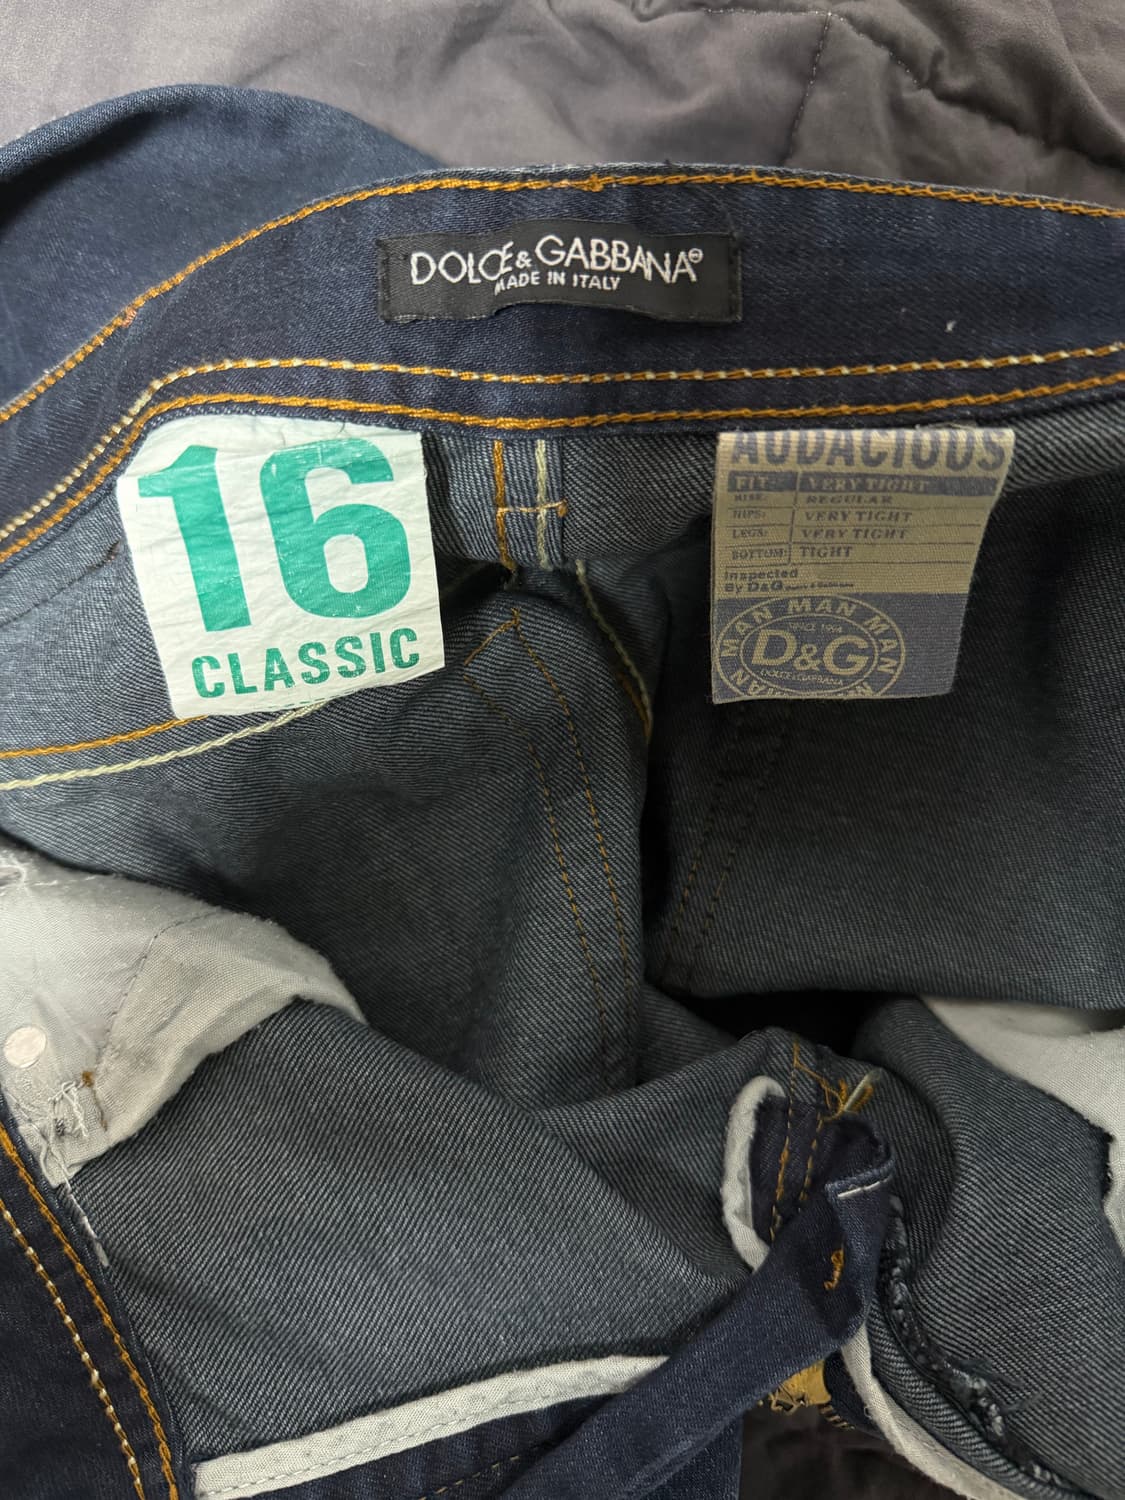 DOLCE&GABBANA
MADE IN ITALY
16
CLASSIC
AUDACIOUS
FIT: VERY TIGHT
RISE: REGULAR
HIPS: VERY TIGHT
LEGS: VERY TIGHT
BOTTOM: TIGHT
Inspected
By D&G
MAN MAN MAN MAN
D&G
DOLCE&GABBANA